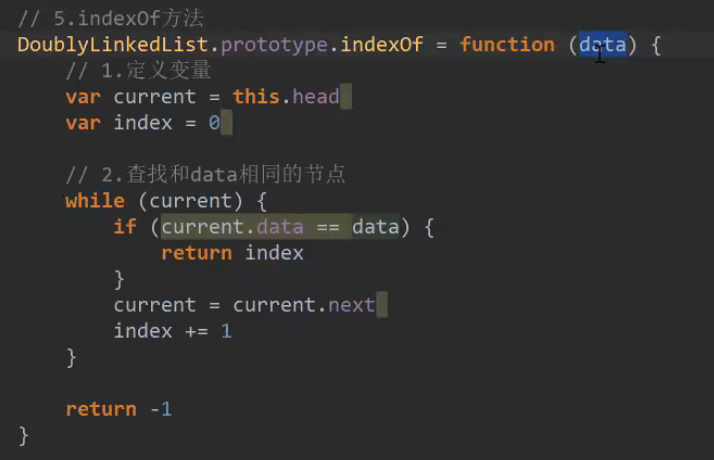 // 5.indexOf方法
DoublyLinkedList.prototype.indexOf = function (data) {
// 1.定义变量
var current = this.head
var index = 0
// 2.查找和data相同的节点
while (current) {
if (current.data == data) {
return index
}
current = current.next
index += 1
}
return -1
}